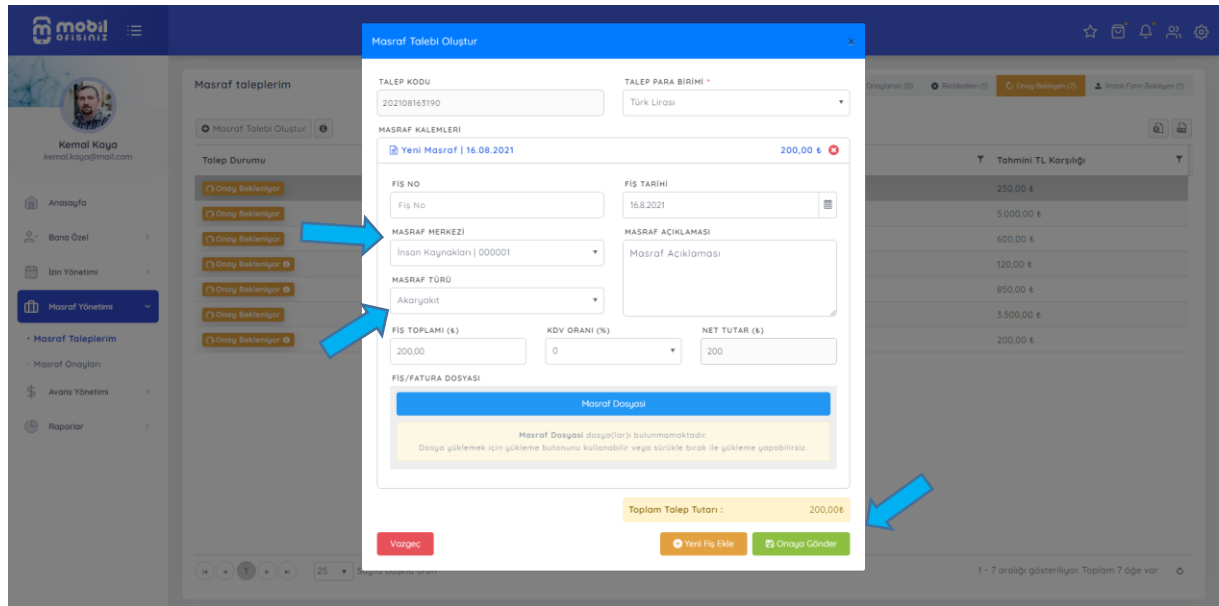 mobil
ofisiniz
Kemal Kaya
kemal.kaya@mail.com
Anasayfa
Bana Özel
İzin Yönetimi
Masraf Yönetimi
• Masraf Taleplerim
- Masraf Onayları
Avans Yönetimi
Raporlar
Masraf taleplerim
Onaylanan (0)
Reddedilen (1)
Onay Bekleyen (7)
Masraf Talebi Oluştur
Talep Durumu
Tahmini TL Karşılığı
Onay Bekleniyor
250,00 ₺
Onay Bekleniyor
5.000,00 ₺
Onay Bekleniyor
600,00 ₺
Onay Bekleniyor
120,00 ₺
Onay Bekleniyor
850,00 ₺
Onay Bekleniyor
3.500,00 ₺
Onay Bekleniyor
200,00 ₺
1
25
1 - 7 aralığı gösteriliyor. Toplam 7 öğe var
Masraf Talebi Oluştur
×
TALEP KODU
TALEP PARA BİRİMİ *
202108163190
Türk Lirası
MASRAF KALEMLERİ
Yeni Masraf | 16.08.2021
200,00 ₺
FİŞ NO
FİŞ TARİHİ
Fiş No
16.8.2021
MASRAF MERKEZİ
MASRAF AÇIKLAMASI
İnsan Kaynakları | 000001
Masraf Açıklaması
MASRAF TÜRÜ
Akaryakıt
FİŞ TOPLAMI (₺)
KDV ORANI (%)
NET TUTAR (₺)
200,00
0
200
FİŞ/FATURA DOSYASI
Masraf Dosyasi
Masraf Dosyasi dosya(lar)ı bulunmamaktadır.
Dosya yüklemek için yükleme butonunu kullanabilir veya sürükle bırak ile yükleme yapabilirsiz.
Toplam Talep Tutarı :
200,00₺
Vazgeç
Yeni Fiş Ekle
Onaya Gönder